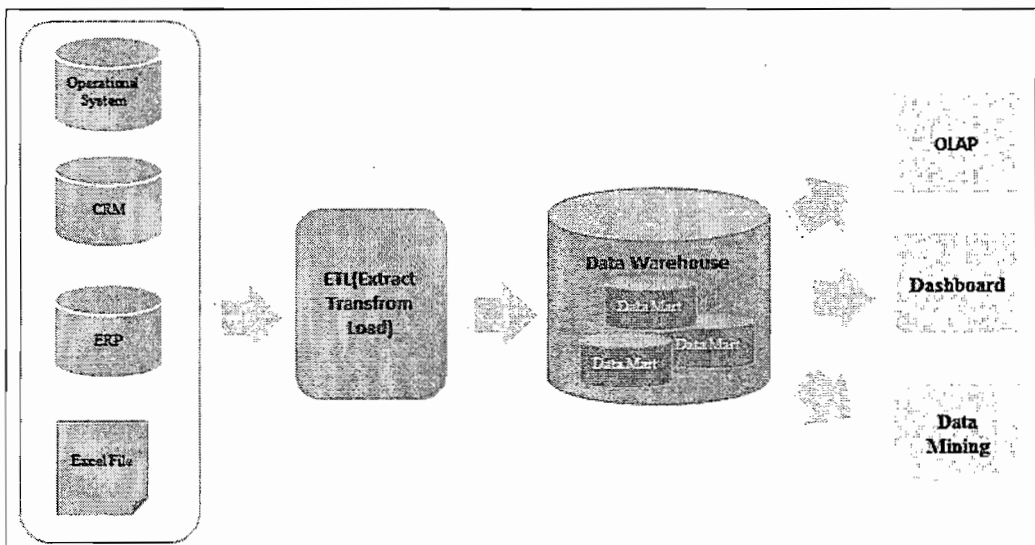 Operational
System
CRM
ERP
Excel File
ETL(Extract
Transfrom
Load)
Data Warehouse
Data Mart
Data Mart
Data Mart
OLAP
Dashboard
Data
Mining